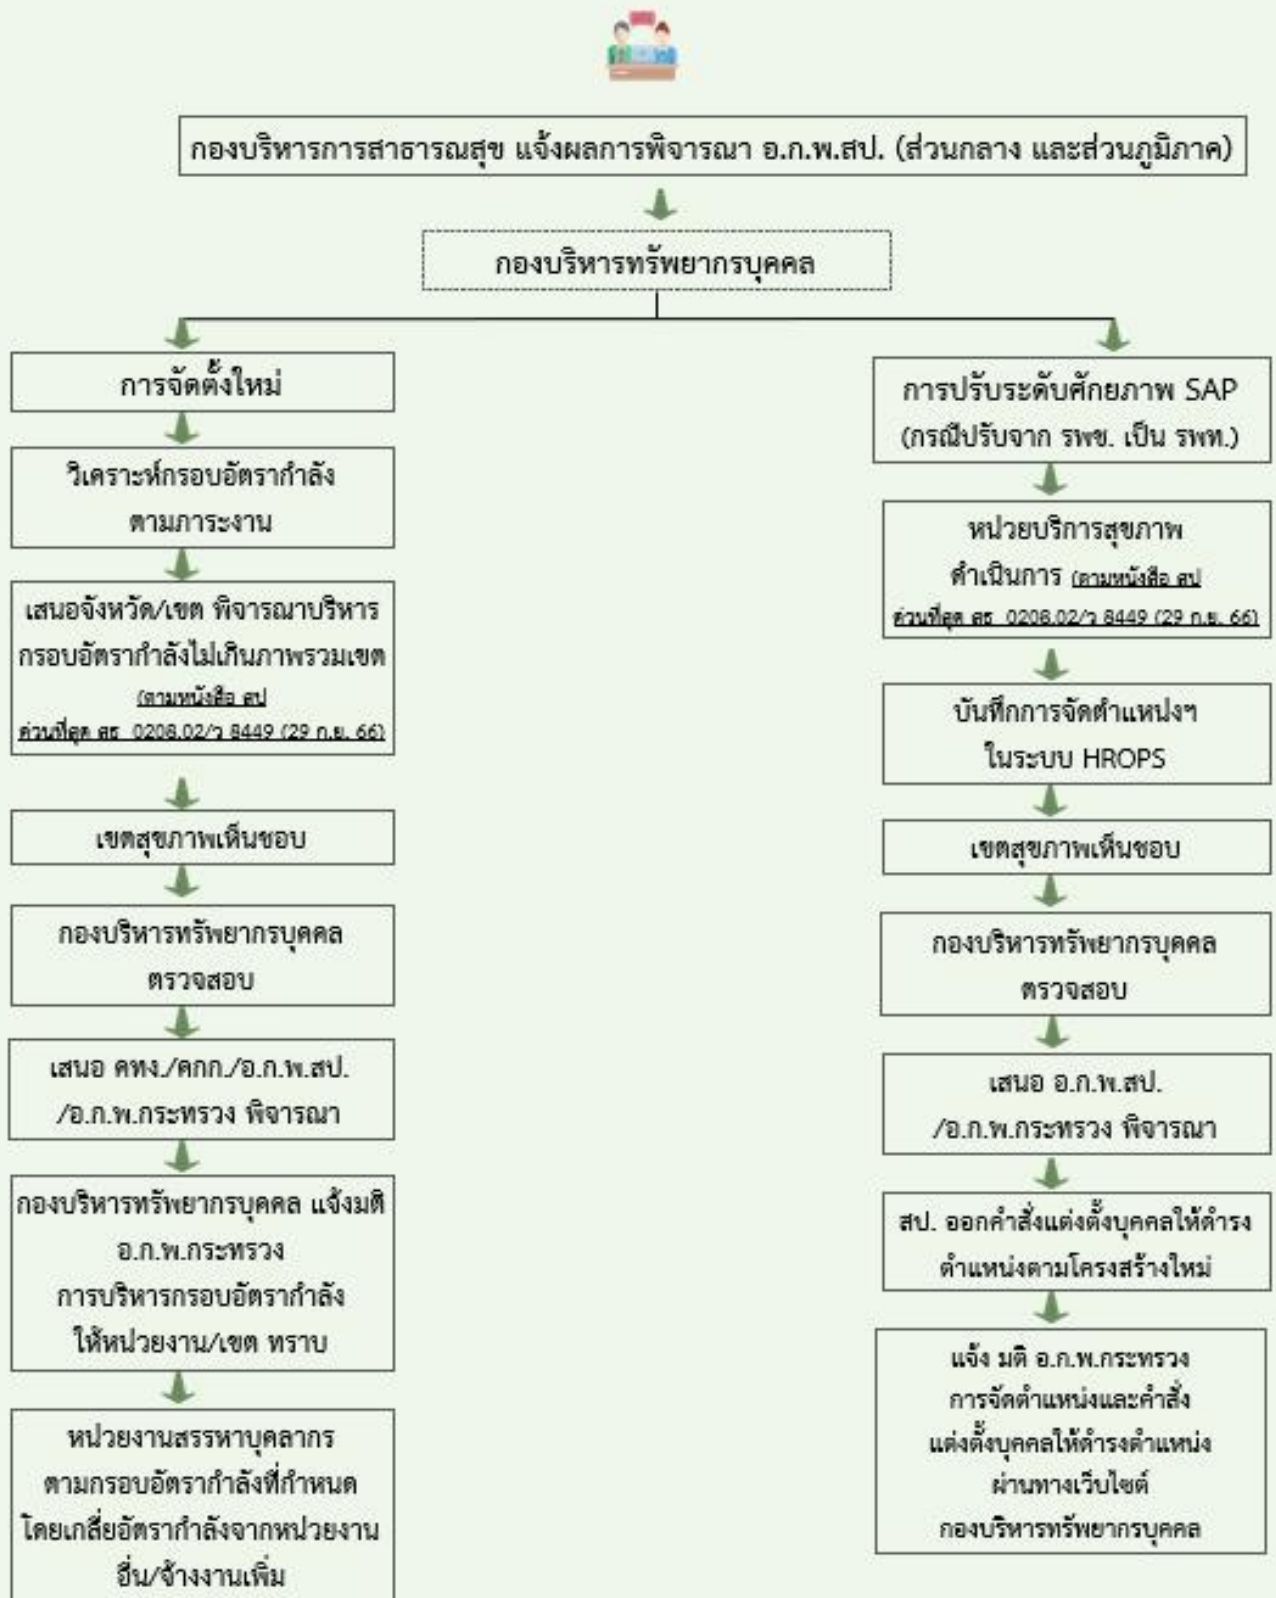 กองบริหารการสาธารณสุข แจ้งผลการพิจารณา อ.ก.พ.สป. (ส่วนกลาง และส่วนภูมิภาค)
กองบริหารทรัพยากรบุคคล
การจัดตั้งใหม่
วิเคราะห์กรอบอัตรากำลัง
ตามภาระงาน
เสนอจังหวัด/เขต พิจารณาบริหาร
กรอบอัตรากำลังไม่เกินภาพรวมเขต
(ตามหนังสือ สป
ด่วนที่สุด สธ 0208.02/ว 8449 (29 ก.ย. 66)
เขตสุขภาพเห็นชอบ
กองบริหารทรัพยากรบุคคล
ตรวจสอบ
เสนอ คทง./คกก./อ.ก.พ.สป.
/อ.ก.พ.กระทรวง พิจารณา
กองบริหารทรัพยากรบุคคล แจ้งมติ
อ.ก.พ.กระทรวง
การบริหารกรอบอัตรากำลัง
ให้หน่วยงาน/เขต ทราบ
หน่วยงานสรรหาบุคลากร
ตามกรอบอัตรากำลังที่กำหนด
โดยเกลี่ยอัตรากำลังจากหน่วยงาน
อื่น/จ้างงานเพิ่ม
การปรับระดับศักยภาพ SAP
(กรณีปรับจาก รพช. เป็น รพท.)
หน่วยบริการสุขภาพ
ดำเนินการ (ตามหนังสือ สป
ด่วนที่สุด สธ 0208.02/ว 8449 (29 ก.ย. 66)
บันทึกการจัดตำแหน่งฯ
ในระบบ HROPS
เขตสุขภาพเห็นชอบ
กองบริหารทรัพยากรบุคคล
ตรวจสอบ
เสนอ อ.ก.พ.สป.
/อ.ก.พ.กระทรวง พิจารณา
สป. ออกคำสั่งแต่งตั้งบุคคลให้ดำรง
ตำแหน่งตามโครงสร้างใหม่
แจ้ง มติ อ.ก.พ.กระทรวง
การจัดตำแหน่งและคำสั่ง
แต่งตั้งบุคคลให้ดำรงตำแหน่ง
ผ่านทางเว็บไซต์
กองบริหารทรัพยากรบุคคล